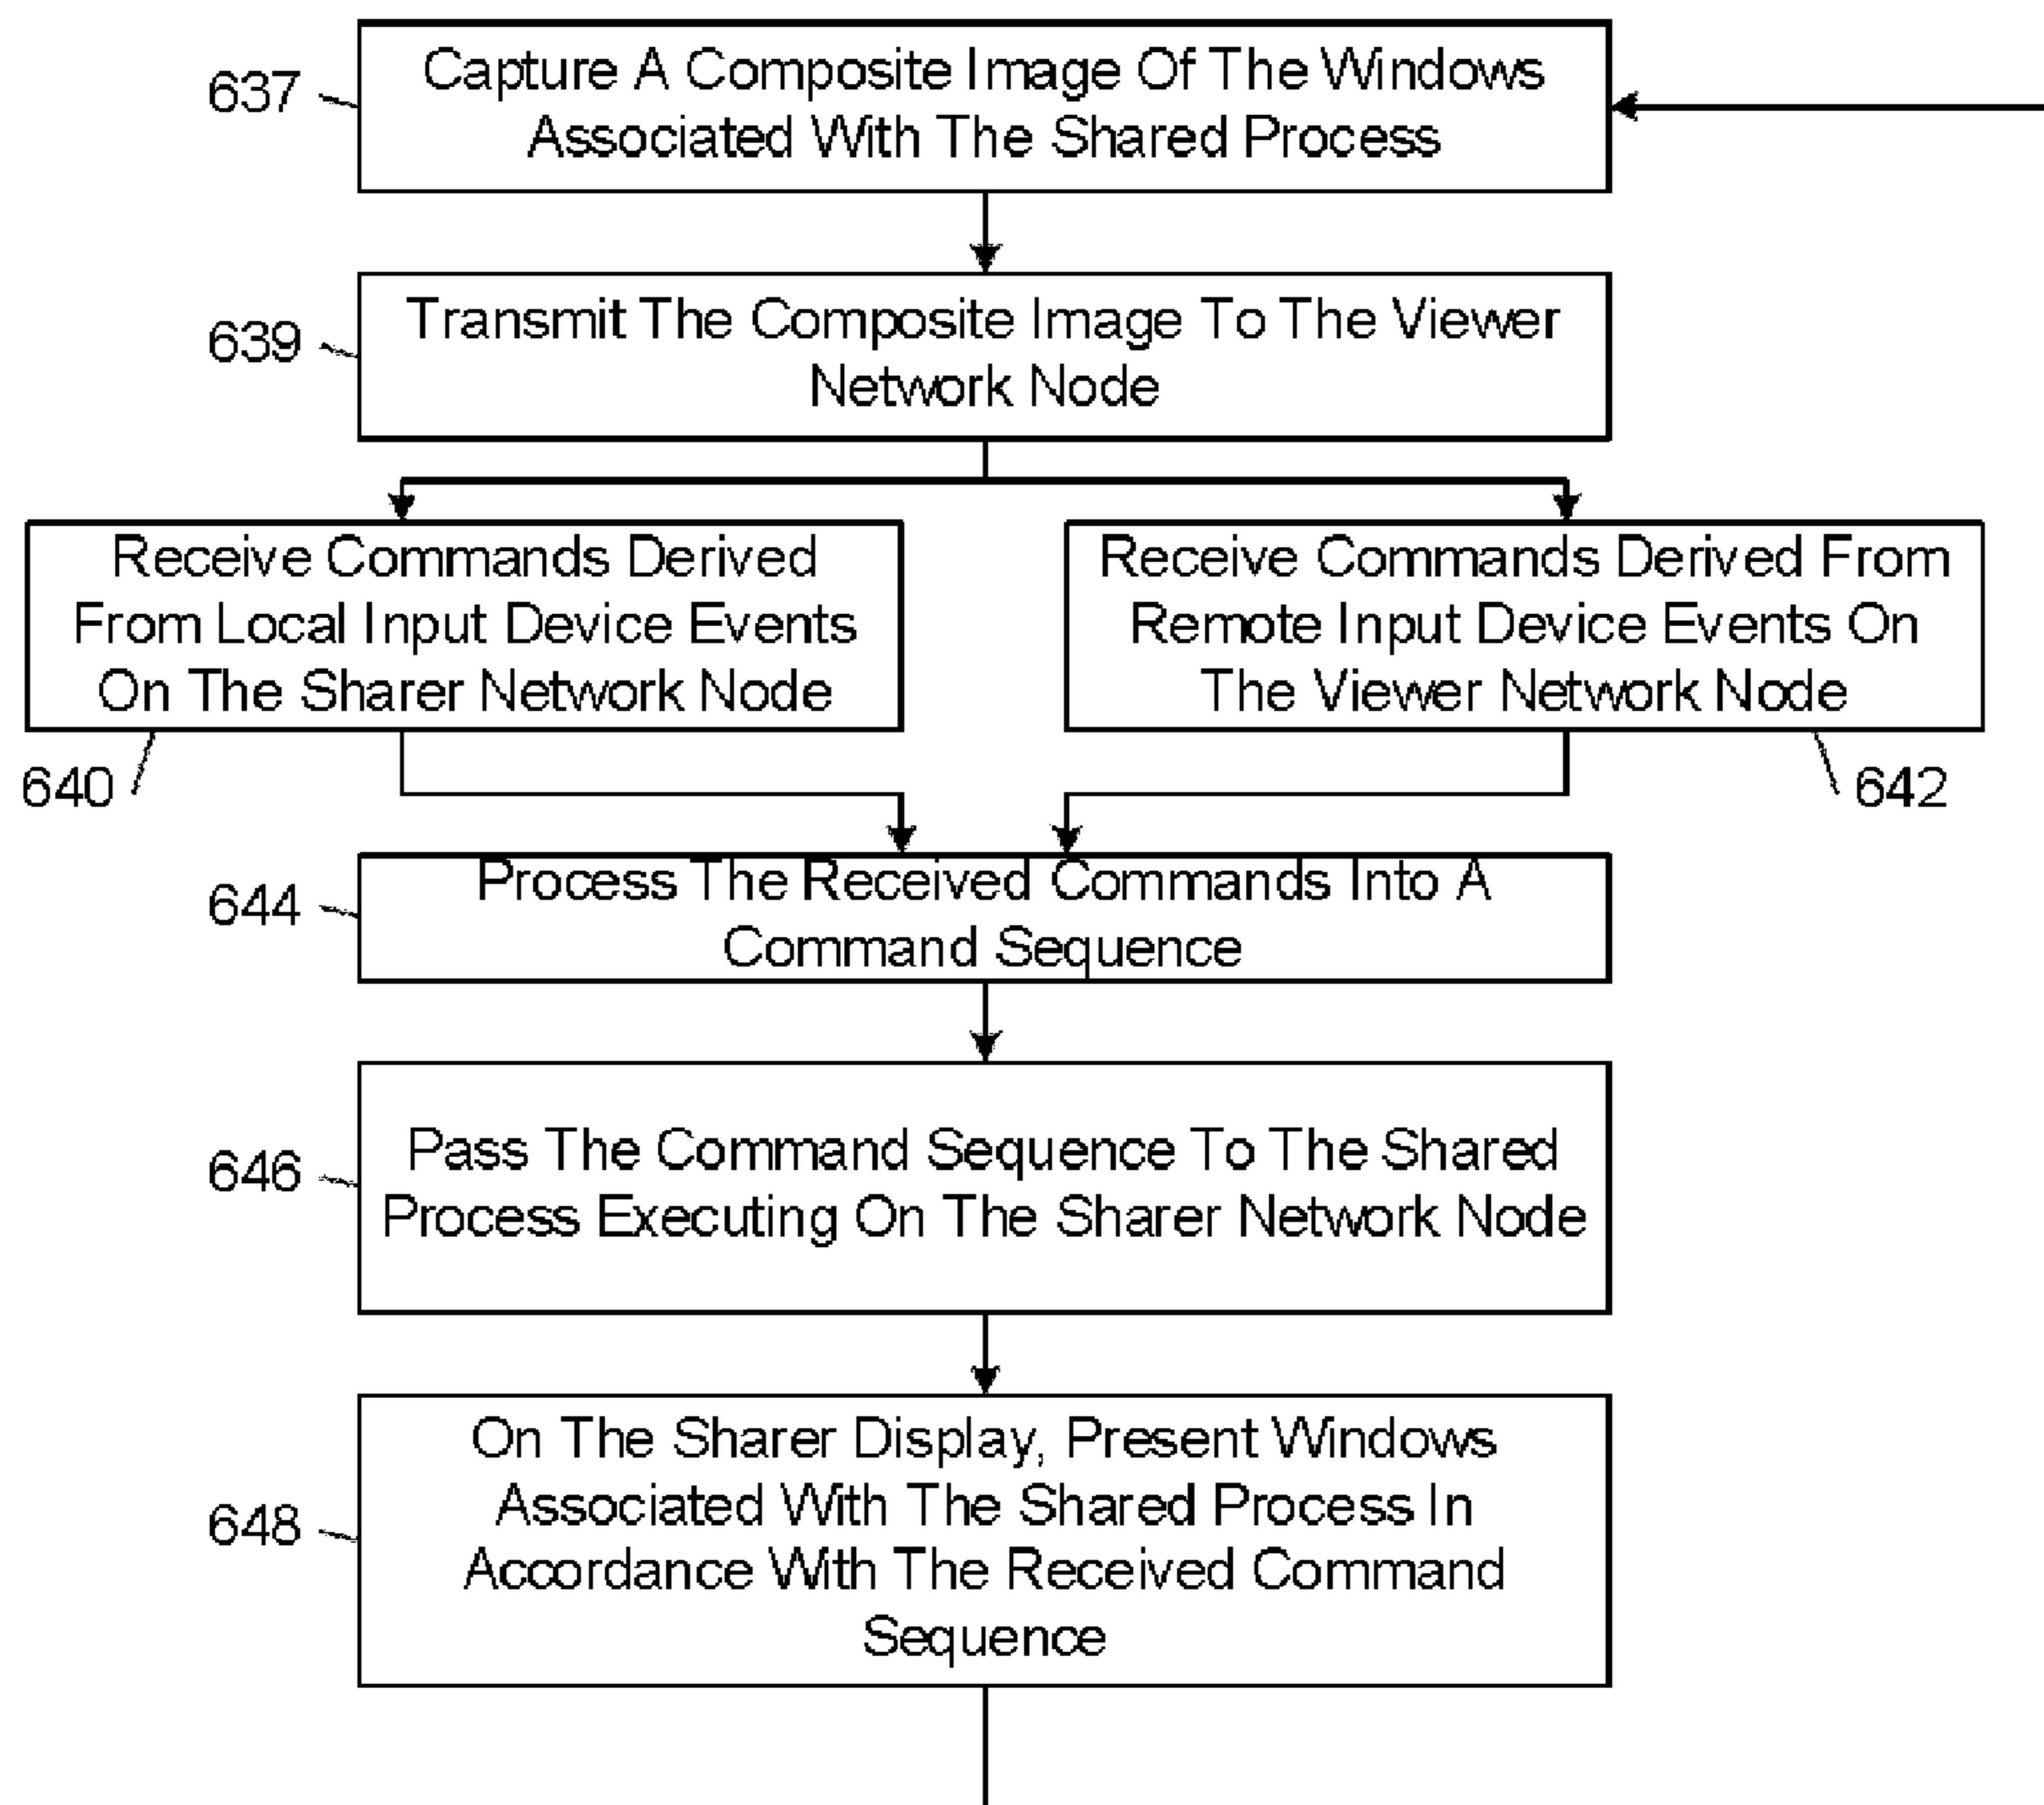 637
Capture A Composite Image Of The Windows
Associated With The Shared Process
639
Transmit The Composite Image To The Viewer
Network Node
Receive Commands Derived
From Local Input Device Events
On The Sharer Network Node
640
Receive Commands Derived From
Remote Input Device Events On
The Viewer Network Node
642
644
Process The Received Commands Into A
Command Sequence
646
Pass The Command Sequence To The Shared
Process Executing On The Sharer Network Node
648
On The Sharer Display, Present Windows
Associated With The Shared Process In
Accordance With The Received Command
Sequence